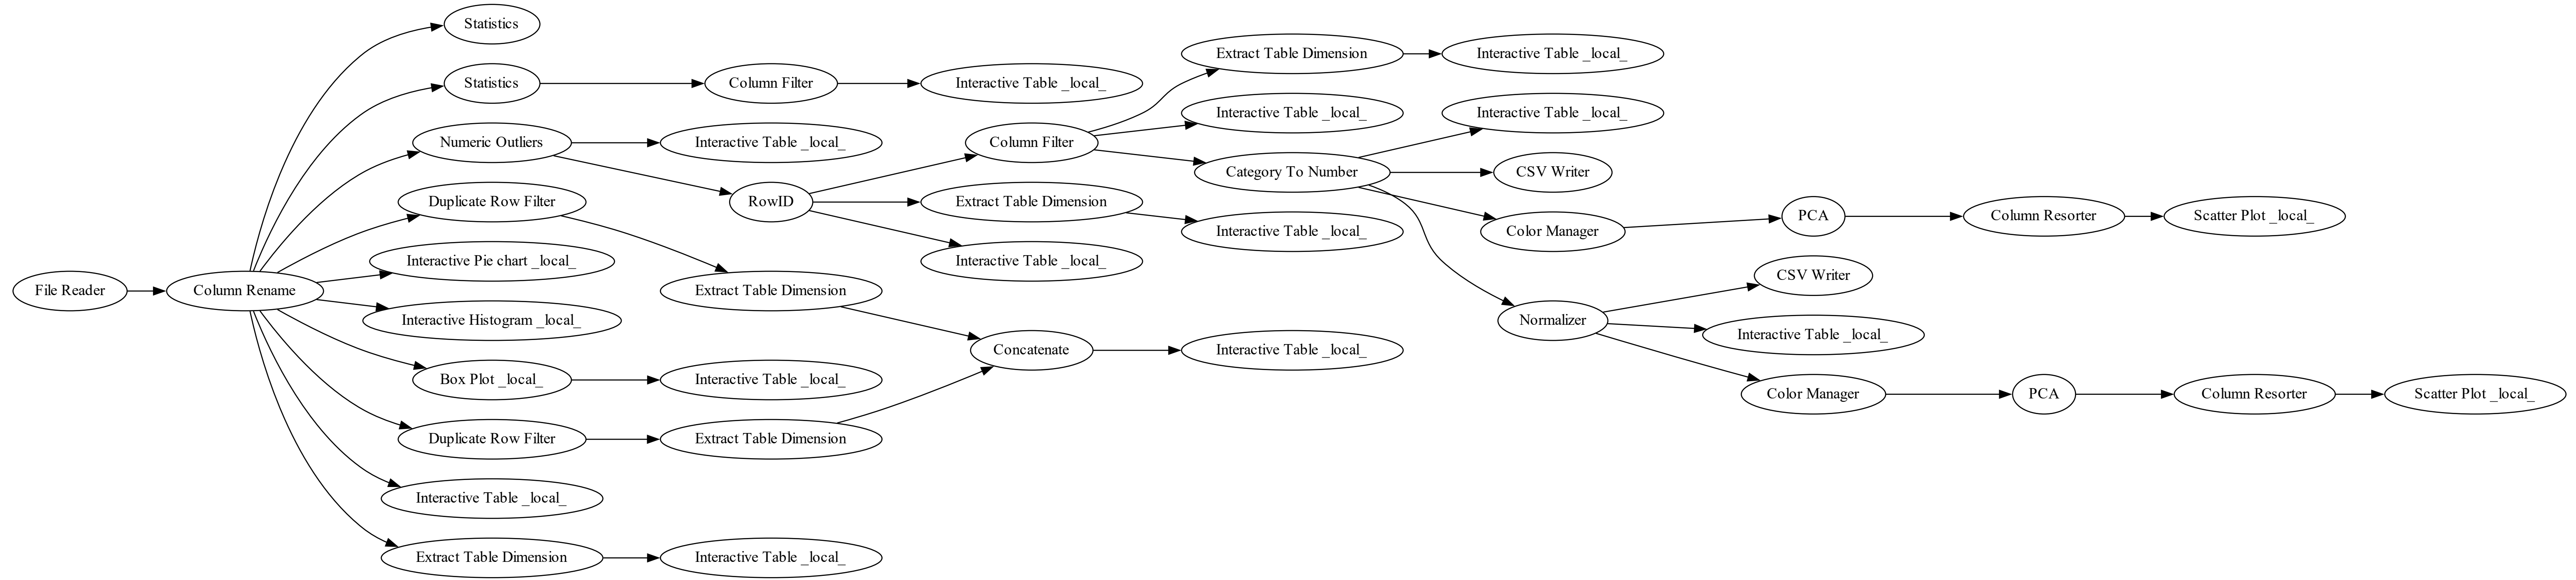 File Reader
Column Rename
Statistics
Statistics
Numeric Outliers
Duplicate Row Filter
Interactive Pie chart _local_
Interactive Histogram _local_
Box Plot _local_
Duplicate Row Filter
Interactive Table _local_
Extract Table Dimension
Column Filter
Interactive Table _local_
RowID
Extract Table Dimension
Interactive Table _local_
Extract Table Dimension
Interactive Table _local_
Interactive Table _local_
Column Filter
Extract Table Dimension
Interactive Table _local_
Concatenate
Extract Table Dimension
Interactive Table _local_
Category To Number
Interactive Table _local_
Interactive Table _local_
Interactive Table _local_
Interactive Table _local_
CSV Writer
Color Manager
Normalizer
PCA
CSV Writer
Interactive Table _local_
Color Manager
Column Resorter
PCA
Scatter Plot _local_
Column Resorter
Scatter Plot _local_